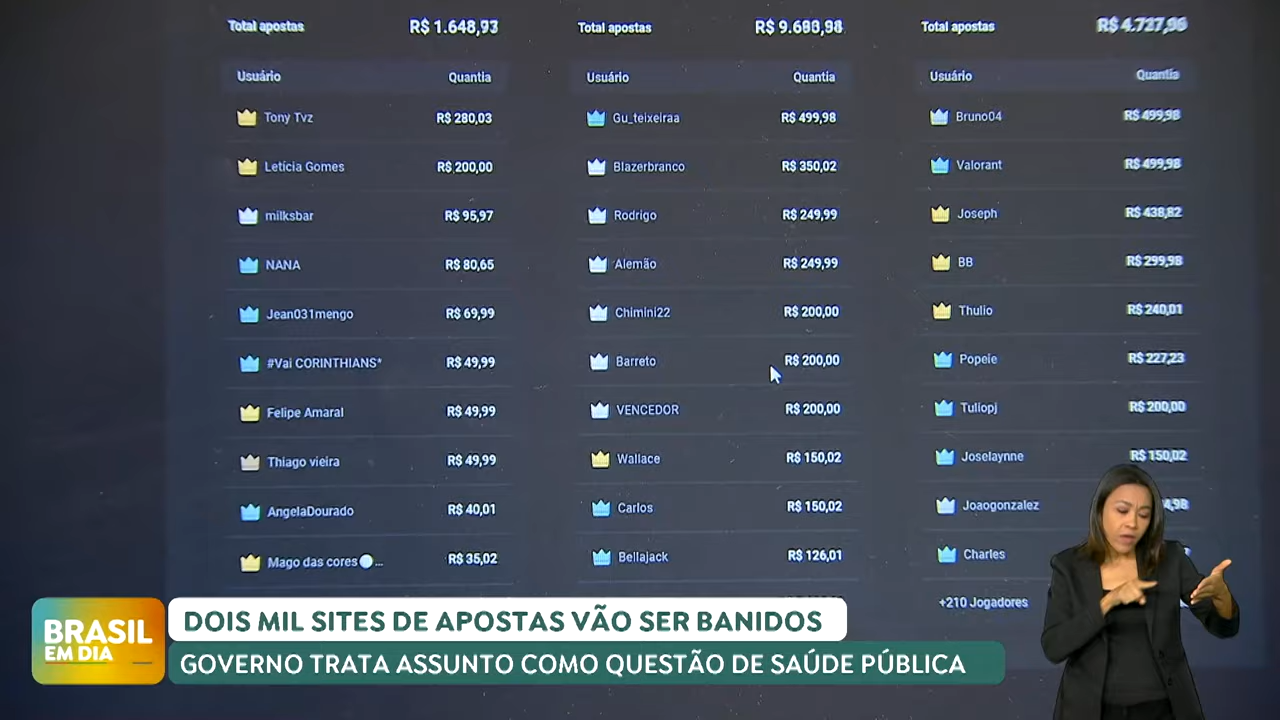 Total apostas R$ 1.648,93
Usuário Quantia
Tony Tvz R$ 280,03
Letícia Gomes R$ 200,00
milksbar R$ 95,97
NANA R$ 80,65
Jean031mengo R$ 69,99
#Vai CORINTHIANS* R$ 49,99
Felipe Amaral R$ 49,99
Thiago vieira R$ 49,99
AngelaDourado R$ 40,01
Mago das cores ... R$ 35,02
Total apostas
Usuário Quantia
Gu_teixeiraa R$ 499,98
Blazerbranco R$ 350,02
Rodrigo R$ 249,99
Alemão R$ 249,99
Chimini22 R$ 200,00
Barreto R$ 200,00
VENCEDOR R$ 200,00
Wallace R$ 150,02
Carlos R$ 150,02
Bellajack R$ 126,01
Total apostas R$ 4.727,96
Usuário Quantia
Bruno04 R$ 499,98
Valorant R$ 499,98
Joseph R$ 438,82
BB R$ 299,98
Thulio R$ 240,01
Popeie R$ 227,23
Tuliopj R$ 200,00
Joselaynne R$ 150,02
Joaogonzalez
Charles
+210 Jogadores
BRASIL
EM DIA
DOIS MIL SITES DE APOSTAS VÃO SER BANIDOS
GOVERNO TRATA ASSUNTO COMO QUESTÃO DE SAÚDE PÚBLICA